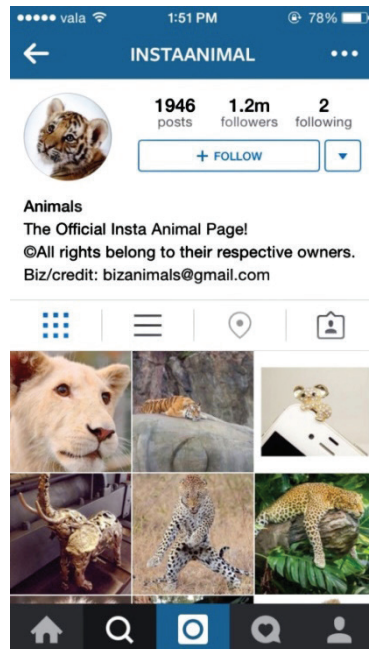 vala 1:51 PM 78%
INSTAANIMAL
1946 1.2m 2
posts followers following
+ FOLLOW
Animals
The Official Insta Animal Page!
©All rights belong to their respective owners.
Biz/credit: bizanimals@gmail.com